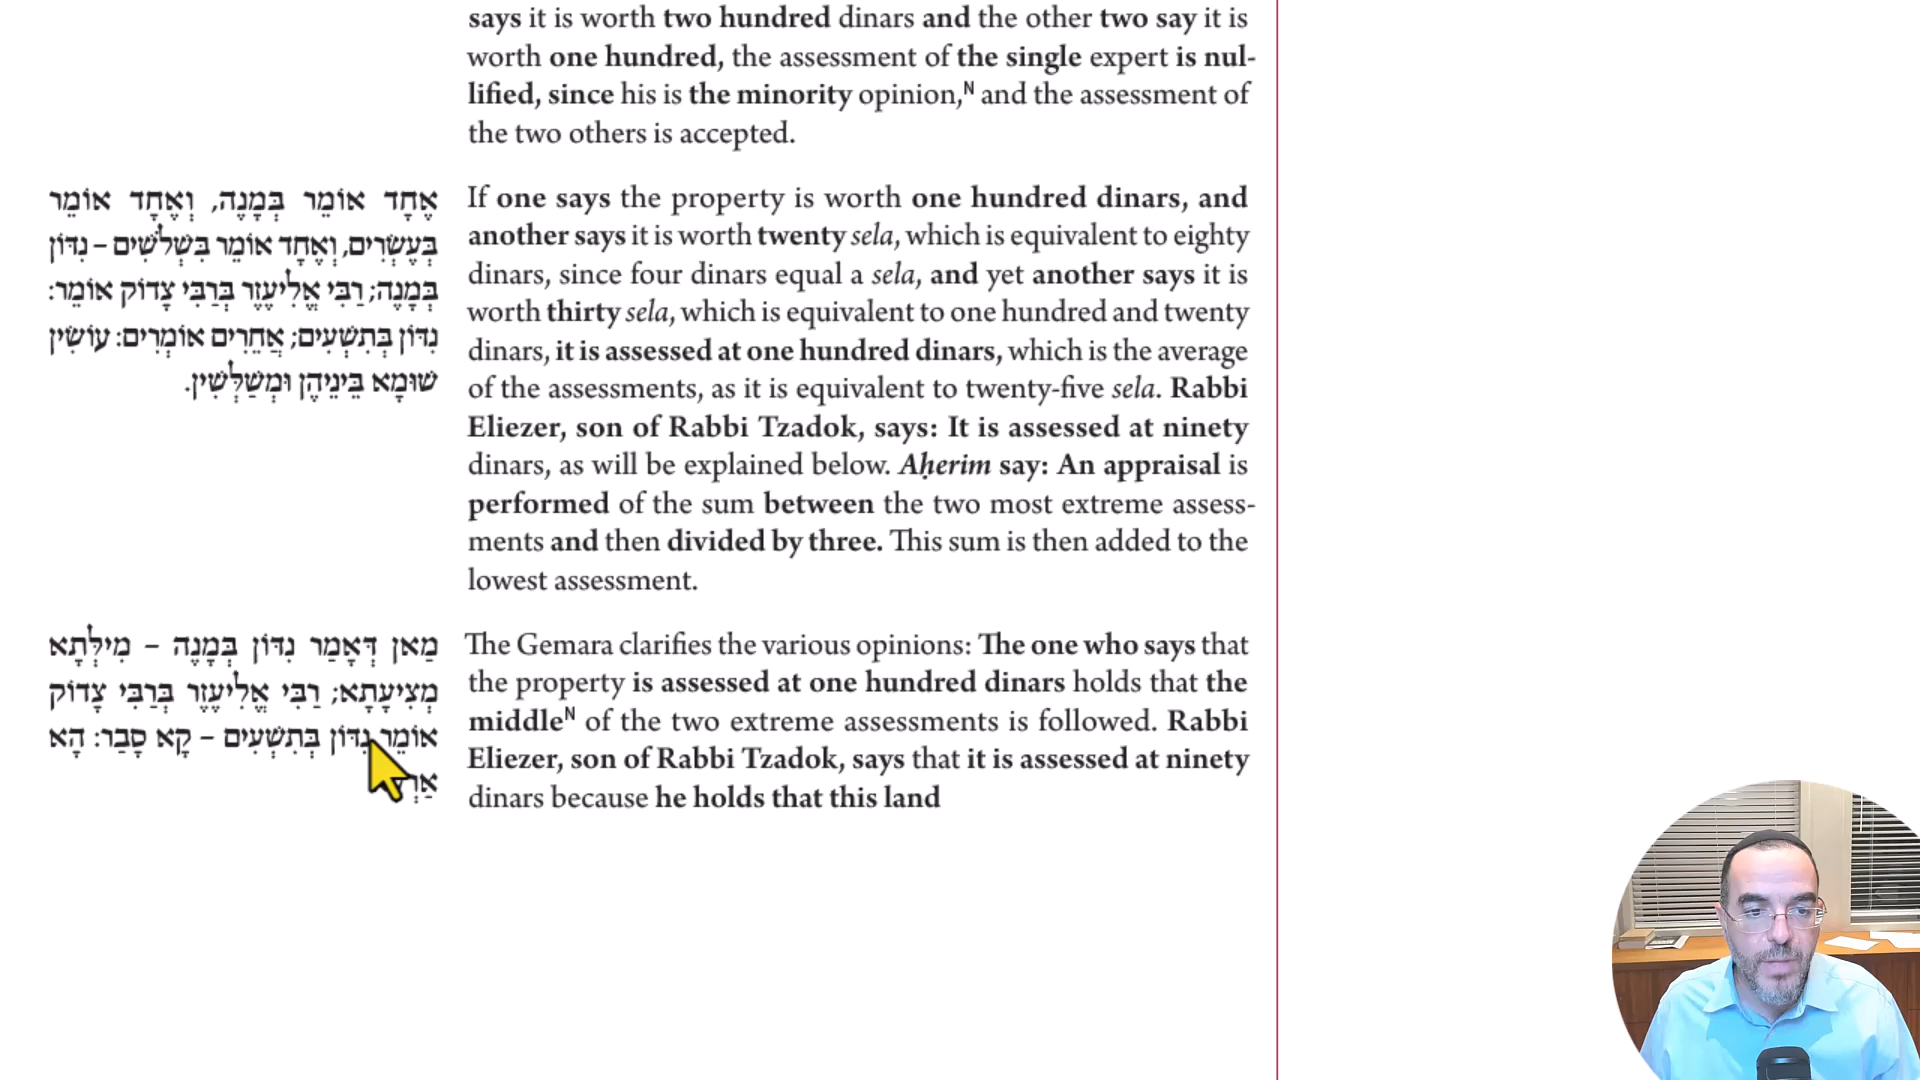 says it is worth two hundred dinars and the other two say it is
worth one hundred, the assessment of the single expert is nul-
lified, since his is the minority opinion,ᴺ and the assessment of
the two others is accepted.
אֶחָד אוֹמֵר בְּמָנֶה, וְאֶחָד אוֹמֵר
בְּעֶשְׂרִים, וְאֶחָד אוֹמֵר בִּשְׁלֹשִׁים – נִדּוֹן
בְּמָנֶה; רַבִּי אֱלִיעֶזֶר בְּרַבִּי צָדוֹק אוֹמֵר:
נִדּוֹן בְּתִשְׁעִים; אֲחֵרִים אוֹמְרִים: עוֹשִׂין
שׁוּמָא בֵּינֵיהֶן וּמְשַׁלְּשִׁין.
If one says the property is worth one hundred dinars, and
another says it is worth twenty sela, which is equivalent to eighty
dinars, since four dinars equal a sela, and yet another says it is
worth thirty sela, which is equivalent to one hundred and twenty
dinars, it is assessed at one hundred dinars, which is the average
of the assessments, as it is equivalent to twenty-five sela. Rabbi
Eliezer, son of Rabbi Tzadok, says: It is assessed at ninety
dinars, as will be explained below. Aḥerim say: An appraisal is
performed of the sum between the two most extreme assess-
ments and then divided by three. This sum is then added to the
lowest assessment.
מַאן דְּאָמַר נִדּוֹן בְּמָנֶה – מִילְּתָא
מְצִיעֲתָא; רַבִּי אֱלִיעֶזֶר בְּרַבִּי צָדוֹק
אוֹמֵר נִדּוֹן בְּתִשְׁעִים – קָא סָבַר: הָא
The Gemara clarifies the various opinions: The one who says that
the property is assessed at one hundred dinars holds that the
middleᴺ of the two extreme assessments is followed. Rabbi
Eliezer, son of Rabbi Tzadok, says that it is assessed at ninety
dinars because he holds that this land